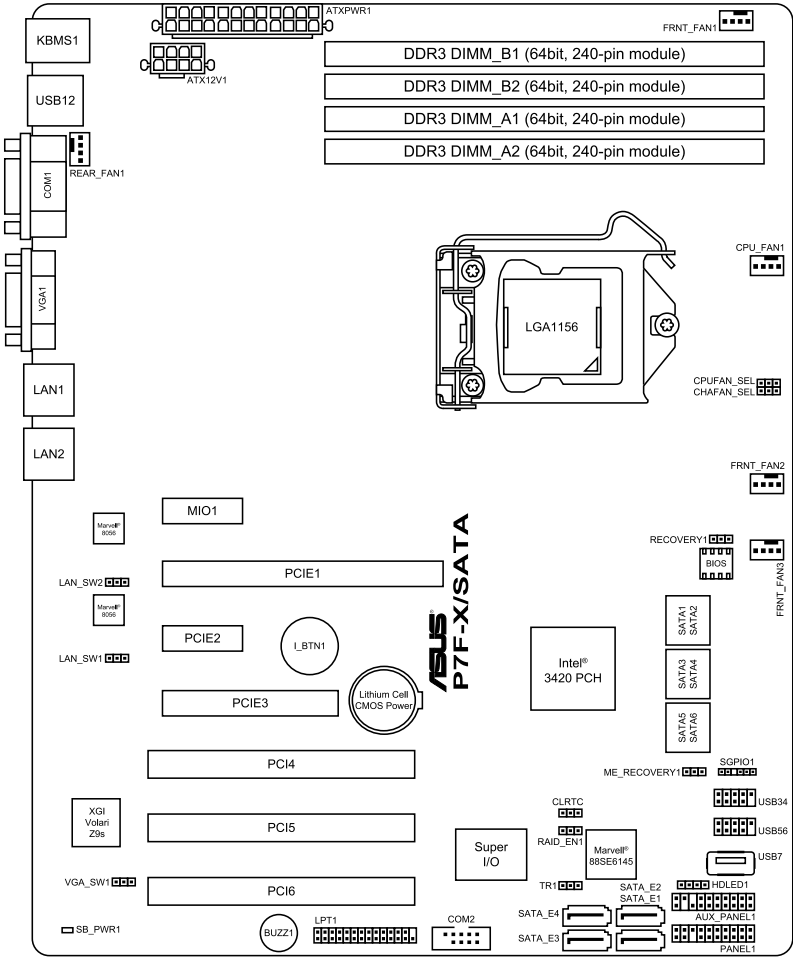 ATXPWR1
FRNT_FAN1
KBMS1
ATX12V1
DDR3 DIMM_B1 (64bit, 240-pin module)
DDR3 DIMM_B2 (64bit, 240-pin module)
DDR3 DIMM_A1 (64bit, 240-pin module)
DDR3 DIMM_A2 (64bit, 240-pin module)
USB12
REAR_FAN1
COM1
VGA1
CPU_FAN1
LGA1156
CPUFAN_SEL
CHAFAN_SEL
LAN1
LAN2
FRNT_FAN2
MIO1
Marvell®
8056
RECOVERY1
BIOS
FRNT_FAN3
PCIE1
LAN_SW2
Marvell®
8056
PCIE2
I_BTN1
LAN_SW1
ASUS®
P7F-X/SATA
SATA1
SATA2
Intel®
3420 PCH
SATA3
SATA4
PCIE3
Lithium Cell
CMOS Power
SATA5
SATA6
PCI4
ME_RECOVERY1
SGPIO1
XGI
Volari
Z9s
PCI5
CLRTC
RAID_EN1
USB34
USB56
Super
I/O
Marvell®
88SE6145
USB7
VGA_SW1
PCI6
TR1
SATA_E2
SATA_E1
HDLED1
AUX_PANEL1
SB_PWR1
BUZZ1
LPT1
COM2
SATA_E4
SATA_E3
PANEL1